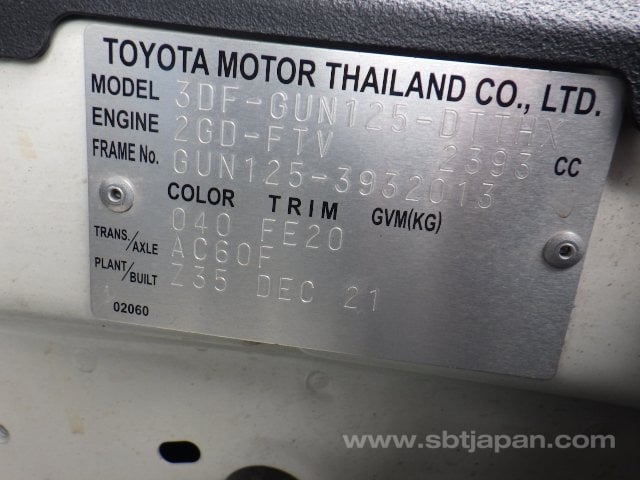 TOYOTA MOTOR THAILAND CO., LTD.
MODEL 3DF-GUN125-DTTHX
ENGINE 2GD-FTV 2393 CC
FRAME No. GUN125-3932013
COLOR TRIM GVM(KG)
040 FE20
TRANS./AXLE AC60F
PLANT/BUILT Z35 DEC 21
02060
www.sbtjapan.com